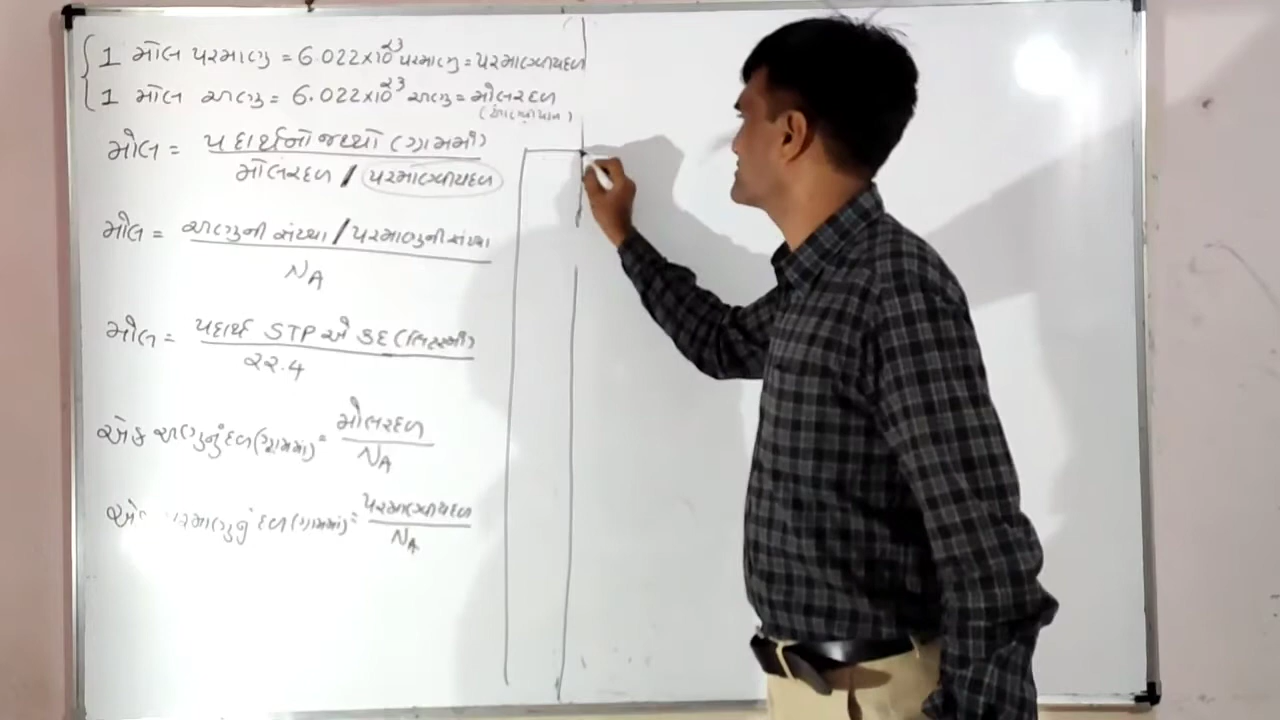 1 મોલ પરમાણુ = 6.022×10²³ પરમાણુ = પરમાણ્વીયદળ
1 મોલ અણુ = 6.022×10²³ અણુ = મોલરદળ
મોલ = પદાર્થનો જથ્થો (ગ્રામમાં)
મોલરદળ / પરમાણ્વીયદળ
મોલ = અણુની સંખ્યા / પરમાણુની સંખ્યા
N_A
મોલ = પદાર્થ STP એ કદ (લિટરમાં)
૨૨.૪
એક અણુનું દળ (ગ્રામમાં) = મોલરદળ
N_A
પરમાણુનું દળ (ગ્રામમાં) = પરમાણ્વીયદળ
N_A